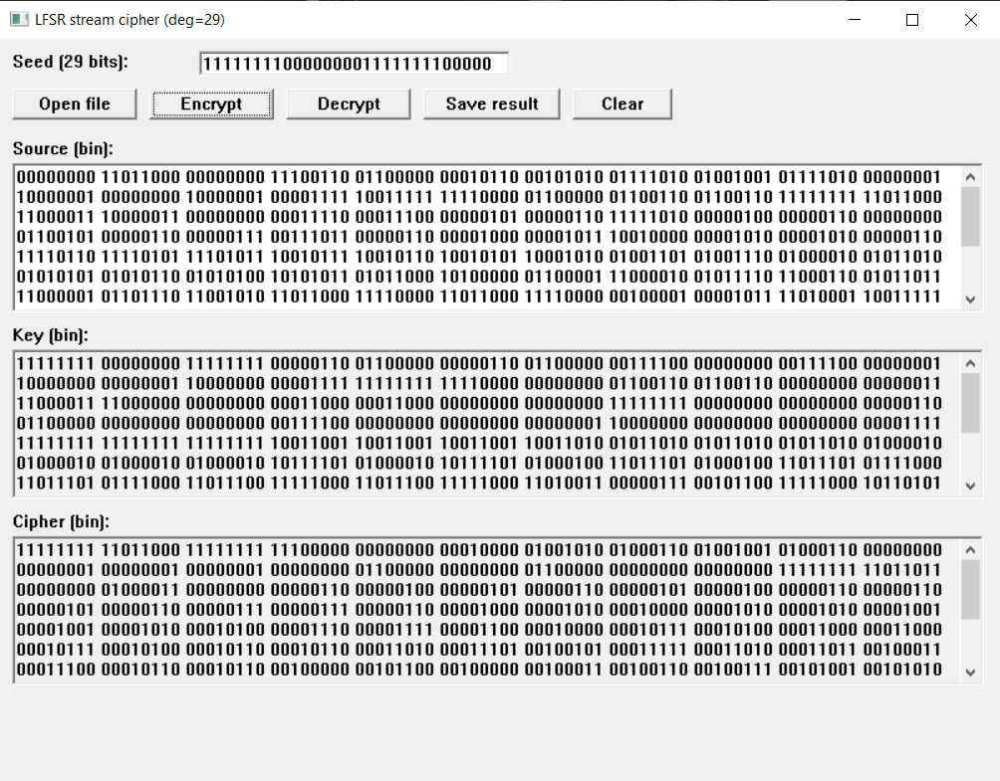 LFSR stream cipher (deg=29)
Seed (29 bits): 11111111000000001111111100000
Open file Encrypt Decrypt Save result Clear
Source (bin):
00000000 11011000 00000000 11100110 01100000 00010110 00101010 01111010 01001001 01111010 00000001
10000001 00000000 10000001 00001111 10011111 11110000 01100000 01100110 01100110 11111111 11011000
11000011 10000011 00000000 00011110 00011100 00000101 00000110 11111010 00000100 00000110 00000000
01100101 00000110 00000111 00111011 00000110 00001000 00001011 10010000 00001010 00001010 00000110
11110110 11110101 11101011 10010111 10010110 10010101 10001010 01001101 01001110 01000010 01011010
01010101 01010110 01010100 10101011 01011000 10100000 01100001 11000010 01011110 11000110 01011011
11000001 01101110 11001010 11011000 11110000 11011000 11110000 00100001 00001011 11010001 10011111
Key (bin):
11111111 00000000 11111111 00000110 01100000 00000110 01100000 00111100 00000000 00111100 00000001
10000000 00000001 10000000 00001111 11111111 11110000 00000000 01100110 01100110 00000000 00000011
11000011 11000000 00000000 00011000 00011000 00000000 00000000 11111111 00000000 00000000 00000110
01100000 00000000 00000000 00111100 00000000 00000000 00000001 10000000 00000000 00000000 00001111
11111111 11111111 11111111 10011001 10011001 10011001 10011010 01011010 01011010 01011010 01000010
01000010 01000010 01000010 10111101 01000010 10111101 01000100 11011101 01000100 11011101 01111000
11011101 01111000 11011100 11111000 11011100 11111000 11010011 00000111 00101100 11111000 10110101
Cipher (bin):
11111111 11011000 11111111 11100000 00000000 00010000 01001010 01000110 01001001 01000110 00000000
00000001 00000001 00000001 00000000 01100000 00000000 01100000 00000000 00000000 11111111 11011011
00000000 01000011 00000000 00000110 00000100 00000101 00000110 00000101 00000100 00000110 00000110
00000101 00000110 00000111 00000111 00000110 00001000 00001010 00010000 00001010 00001010 00001001
00001001 00001010 00010100 00001110 00001111 00001100 00010000 00010111 00010100 00011000 00011000
00010111 00010100 00010110 00010110 00011010 00011101 00100101 00011111 00011010 00011011 00100011
00011100 00010110 00010110 00100000 00101100 00100000 00100011 00100110 00100111 00101001 00101010